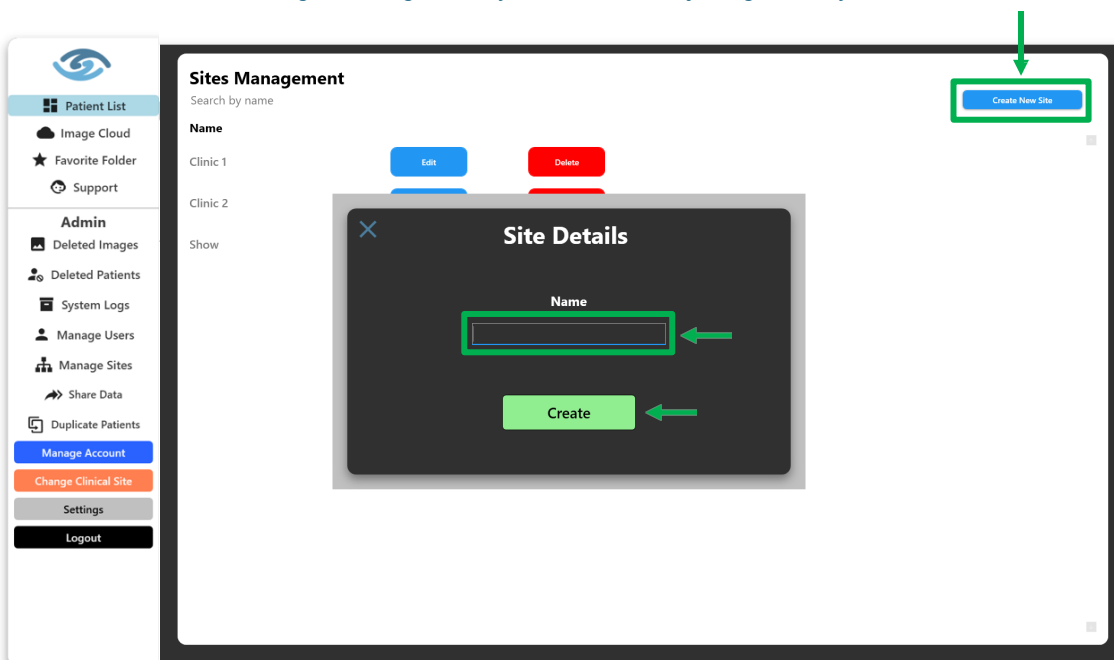 Patient List
Image Cloud
Favorite Folder
Support
Admin
Deleted Images
Deleted Patients
System Logs
Manage Users
Manage Sites
Share Data
Duplicate Patients
Manage Account
Change Clinical Site
Settings
Logout
Sites Management
Search by name
Create New Site
Name
Clinic 1 Edit Delete
Clinic 2
Show
Site Details
Name
Create